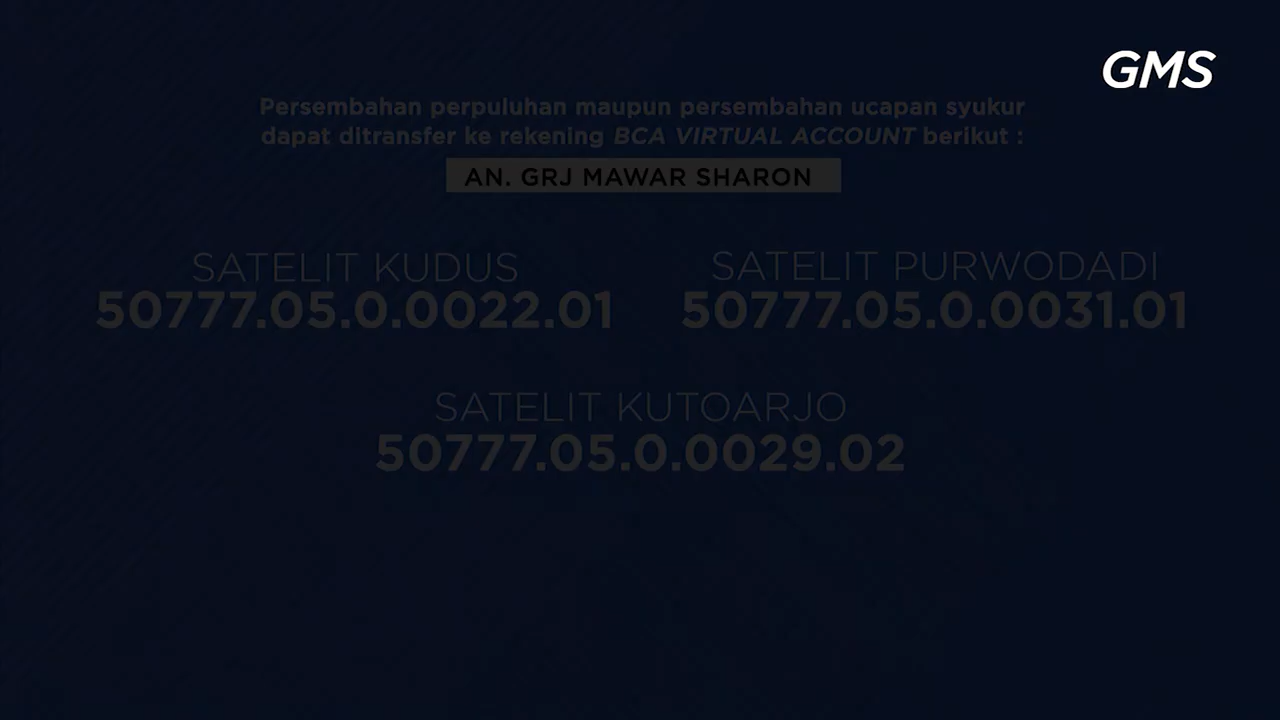 GMS
Persembahan perpuluhan maupun persembahan ucapan syukur
dapat ditransfer ke rekening BCA VIRTUAL ACCOUNT berikut :
AN. GRJ MAWAR SHARON
SATELIT KUDUS
50777.05.0.0022.01
SATELIT PURWODADI
50777.05.0.0031.01
SATELIT KUTOARJO
50777.05.0.0029.02